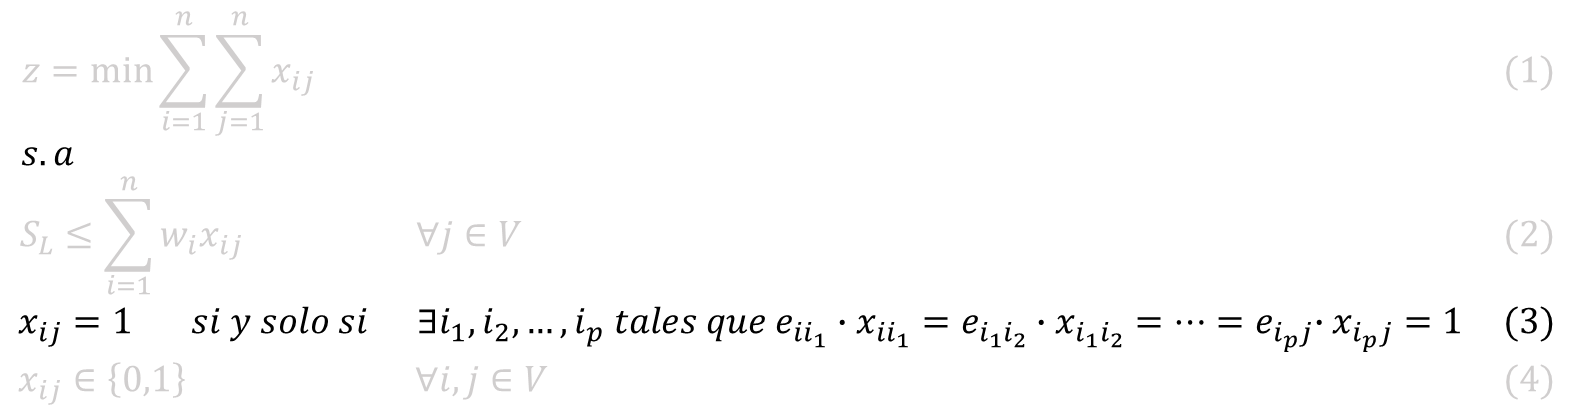 z = min ∑_{i=1}^{n} ∑_{j=1}^{n} x_{ij} (1)
s. a
S_L ≤ ∑_{i=1}^{n} w_i x_{ij} ∀j ∈ V (2)
x_{ij} = 1 si y solo si ∃i_1, i_2, …, i_p tales que e_{ii_1} · x_{ii_1} = e_{i_1i_2} · x_{i_1i_2} = ⋯ = e_{i_pj}· x_{i_pj} = 1 (3)
x_{ij} ∈ {0,1} ∀i, j ∈ V (4)